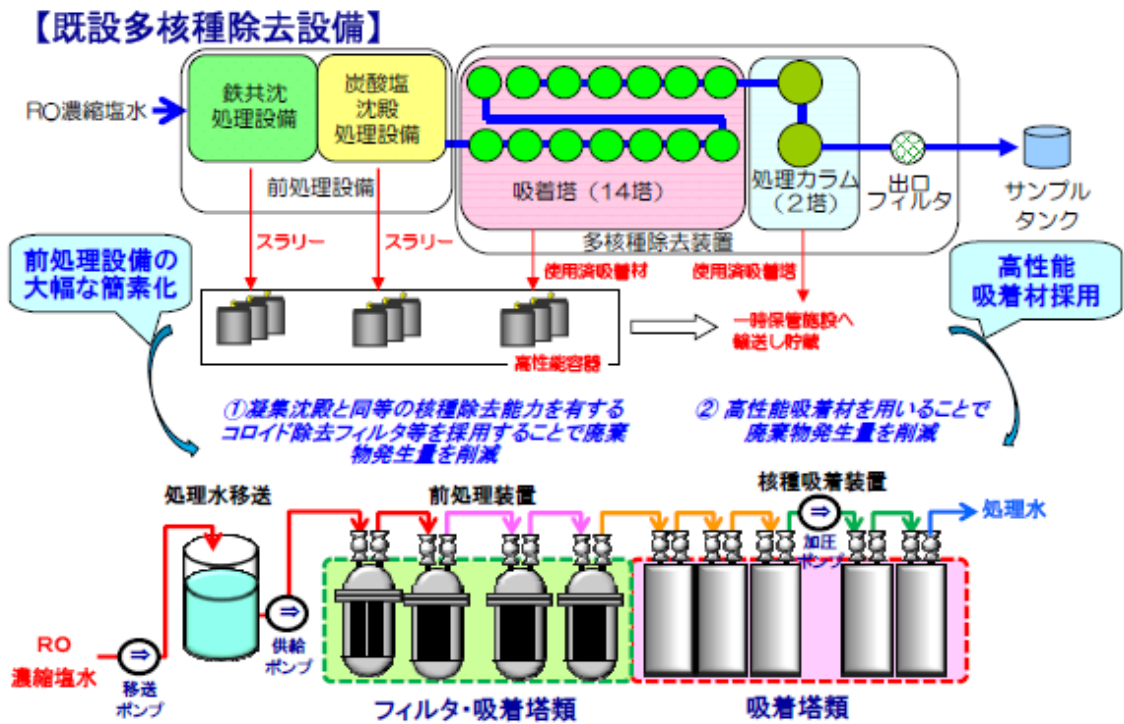 【既設多核種除去設備】
RO濃縮塩水
鉄共沈
処理設備
炭酸塩
沈殿
処理設備
前処理設備
吸着塔（14塔）
処理カラム
（2塔）
多核種除去装置
出口
フィルタ
サンプル
タンク
スラリー
スラリー
使用済吸着材
使用済吸着塔
前処理設備の
大幅な簡素化
高性能
吸着材採用
高性能容器
一時保管施設へ
輸送し貯蔵
①凝集沈殿と同等の核種除去能力を有する
コロイド除去フィルタ等を採用することで廃棄
物発生量を削減
② 高性能吸着材を用いることで
廃棄物発生量を削減
処理水移送
前処理装置
核種吸着装置
処理水
⇒
加圧
ポンプ
⇒
供給
ポンプ
RO
濃縮塩水
⇒
移送
ポンプ
フィルタ・吸着塔類
吸着塔類